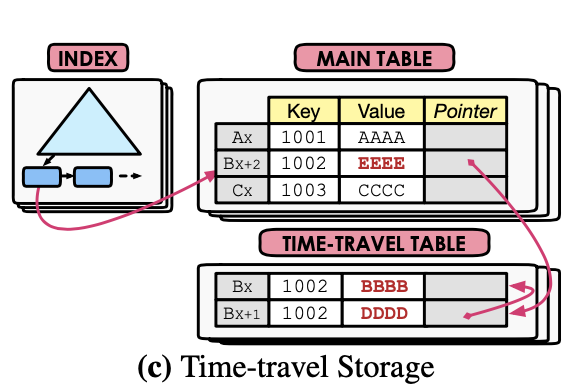 INDEX
MAIN TABLE
Key Value Pointer
Ax 1001 AAAA
Bx+2 1002 EEEE
Cx 1003 CCCC
TIME-TRAVEL TABLE
Bx 1002 BBBB
Bx+1 1002 DDDD
(c) Time-travel Storage